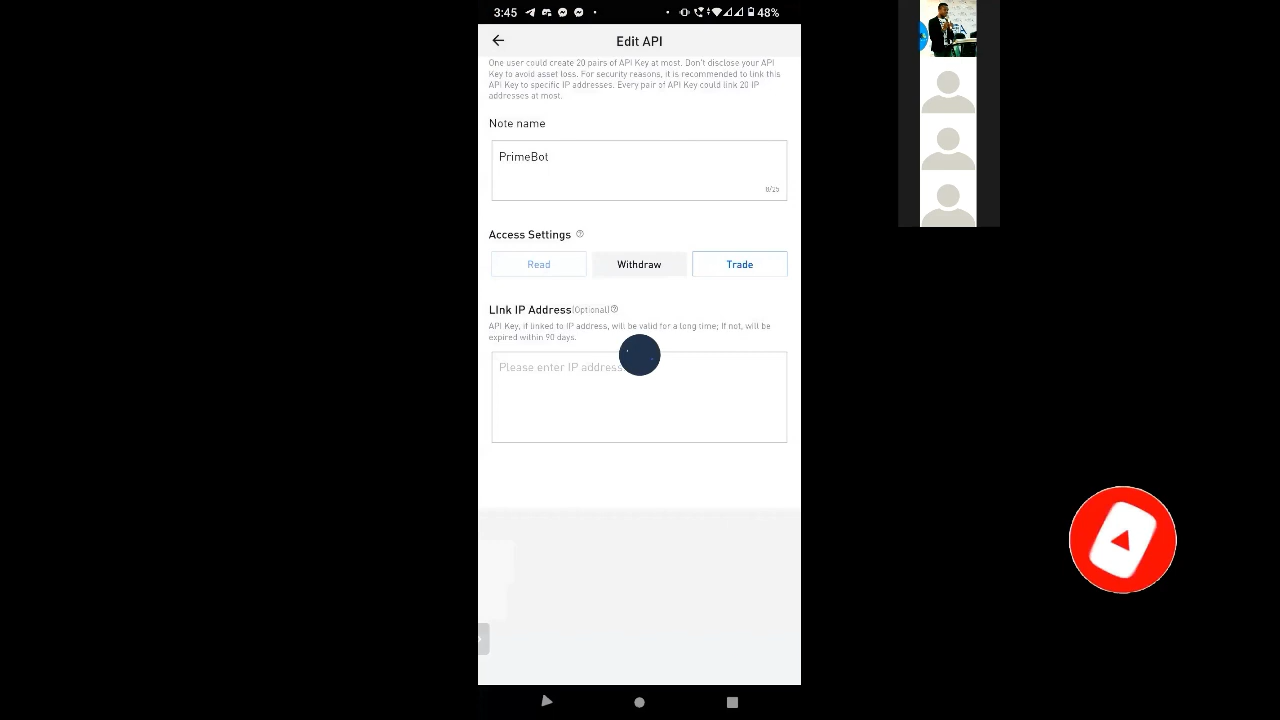 3:45
48%
Edit API
One user could create 20 pairs of API Key at most. Don't disclose your API
Key to avoid asset loss. For security reasons, it is recommended to link this
API Key to specific IP addresses. Every pair of API Key could link 20 IP
addresses at most.
Note name
PrimeBot
8/25
Access Settings
Read Withdraw Trade
LInk IP Address(Optional)
API Key, if linked to IP address, will be valid for a long time; If not, will be
expired within 90 days.
Please enter IP address